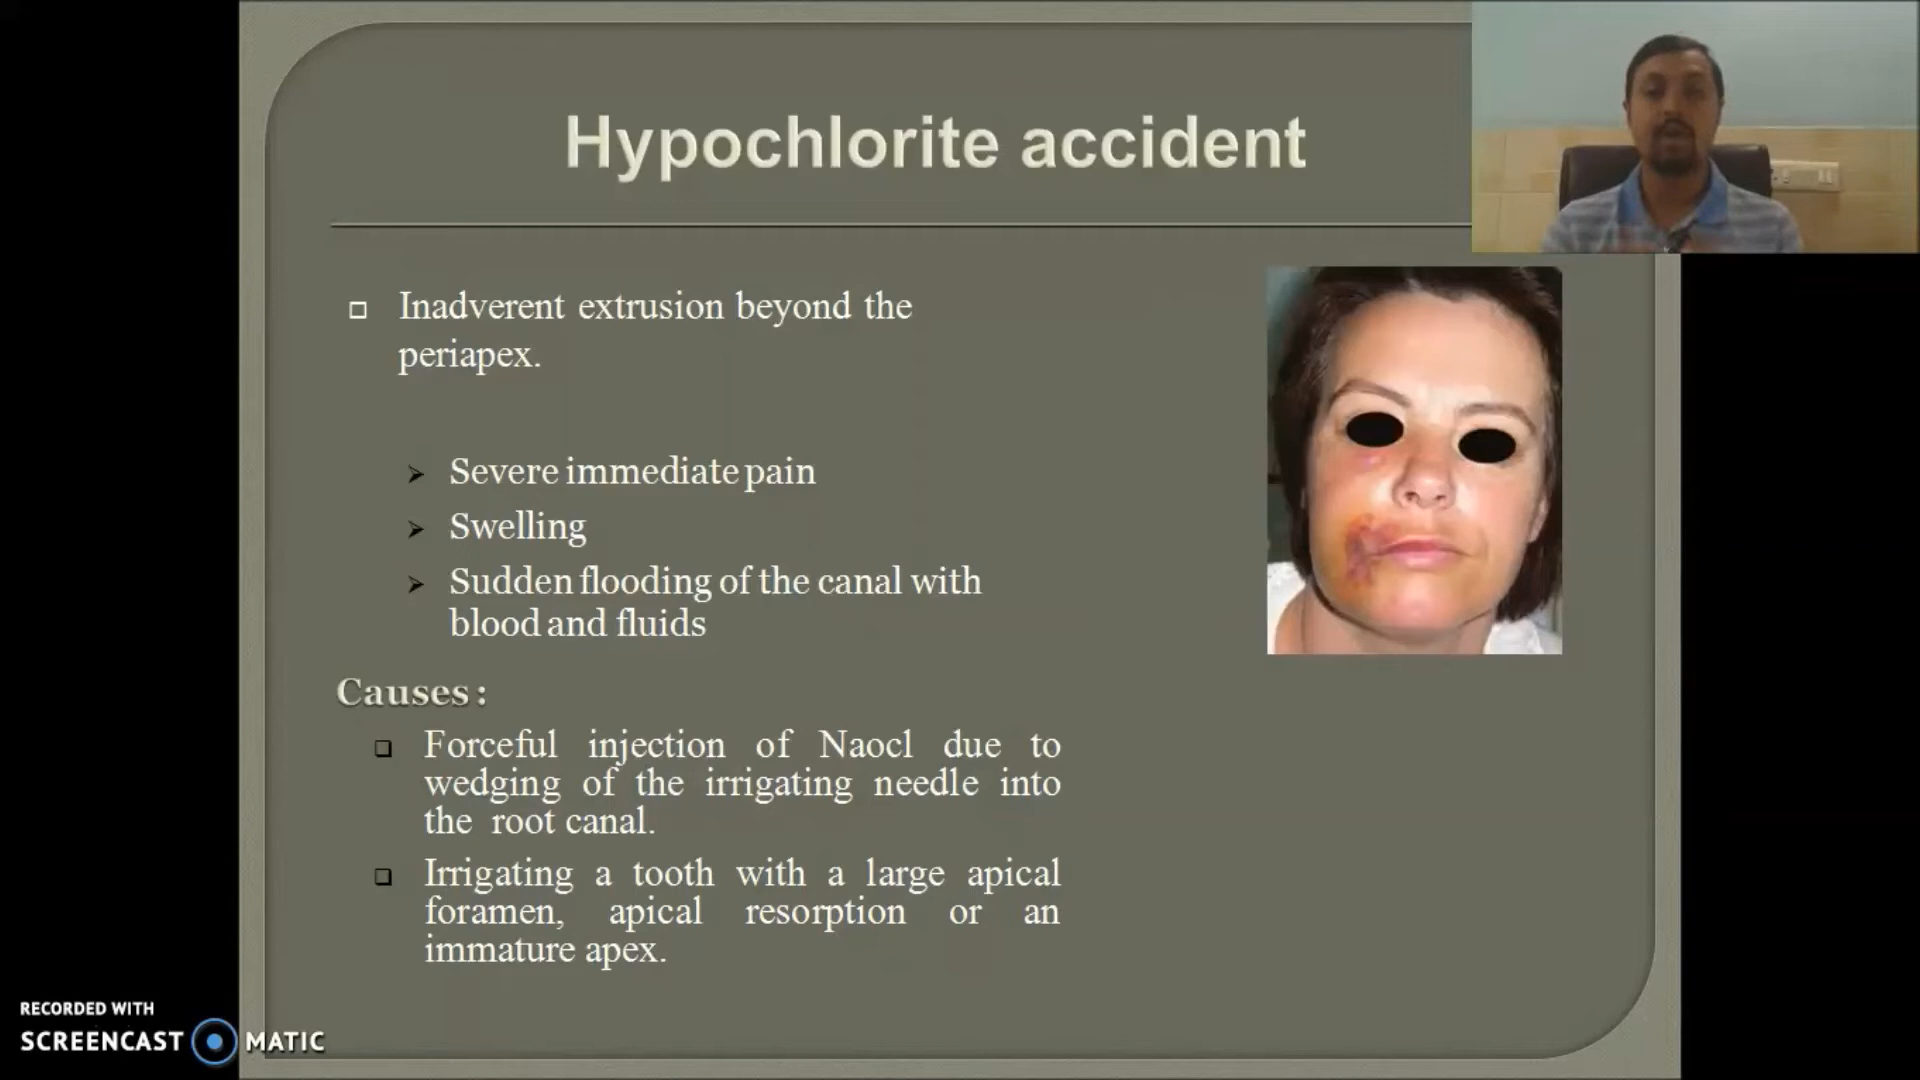 Hypochlorite accident
Inadverent extrusion beyond the
periapex.
Severe immediate pain
Swelling
Sudden flooding of the canal with
blood and fluids
Causes :
Forceful injection of Naocl due to
wedging of the irrigating needle into
the root canal.
Irrigating a tooth with a large apical
foramen, apical resorption or an
immature apex.
RECORDED WITH
SCREENCAST MATIC